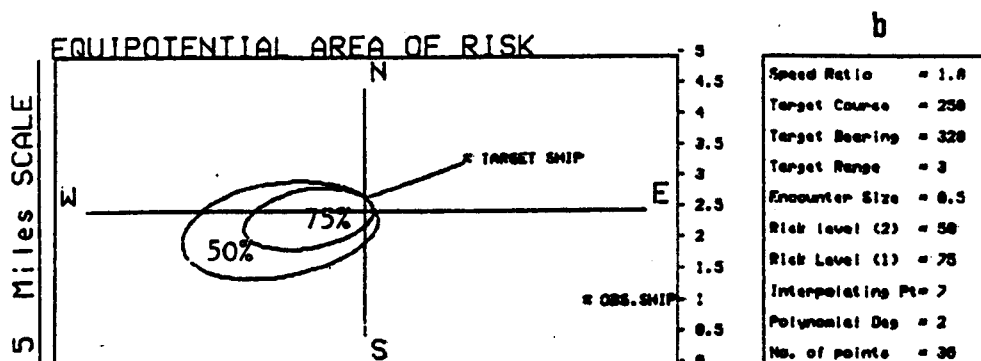 b
EQUIPOTENTIAL AREA OF RISK
5 Miles SCALE
N
W
E
S
* TARGET SHIP
75%
50%
* OBS.SHIP
5
4.5
4
3.5
3
2.5
2
1.5
1
0.5
0
Speed Ratio =
Target Course = 250
Target Bearing = 320
Target Range = 3
Encounter Size = 0.5
Risk level (2) = 50
Risk Level (1) = 75
Interpolating Pt= 7
Polynomial Deg = 2
No. of points = 36